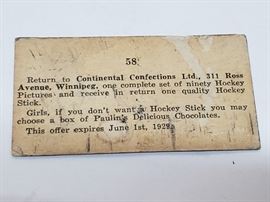 58
Return to Continental Confections Ltd., 311 Ross
Avenue, Winnipeg, one complete set of ninety Hockey
Pictures and receive in return one quality Hockey
Stick.
Girls, if you don't want a Hockey Stick you may
choose a box of Paulin's Delicious Chocolates.
This offer expires June 1st, 1929.